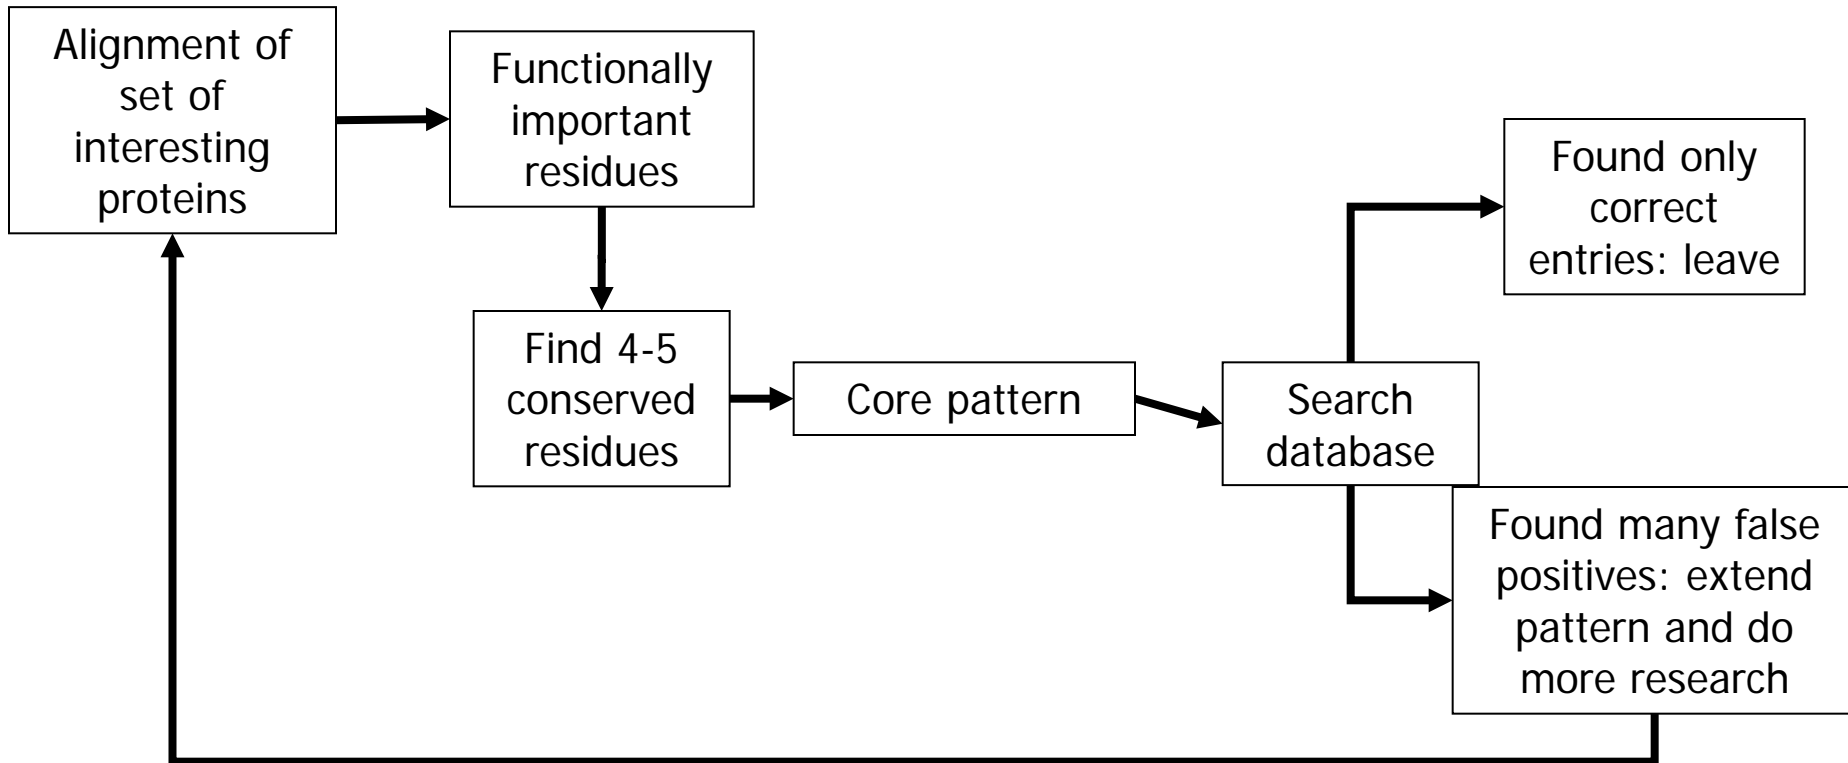 Alignment of
set of
interesting
proteins
Functionally
important
residues
Find 4-5
conserved
residues
Core pattern
Search
database
Found only
correct
entries: leave
Found many false
positives: extend
pattern and do
more research